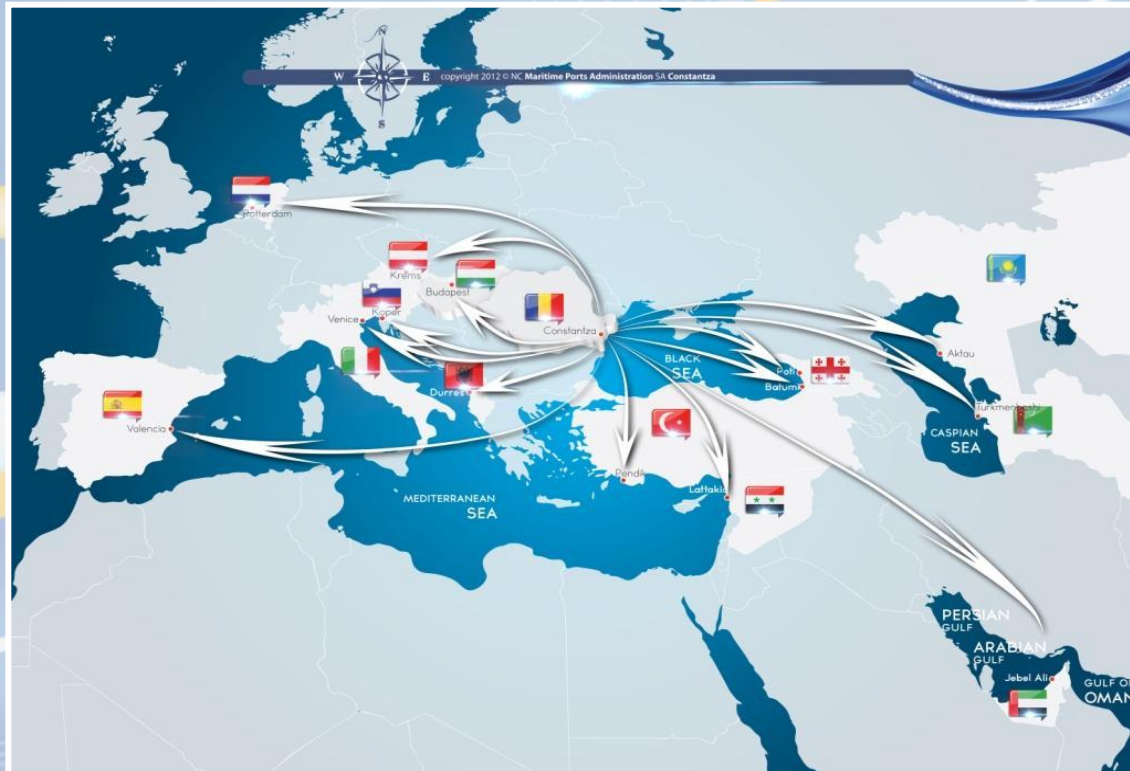 N
W
E
copyright 2012 © NC Maritime Ports Administration SA Constantza
S
Rotterdam
Krems
Budapest
Koper
Venice
Constantza
BLACK
SEA
Poti
Batumi
Aktau
Turkmenbashi
CASPIAN
SEA
Durres
Valencia
Pendik
Lattakia
MEDITERRANEAN
SEA
PERSIAN
GULF
ARABIAN
GULF
Jebel Ali
GULF O
OMAN